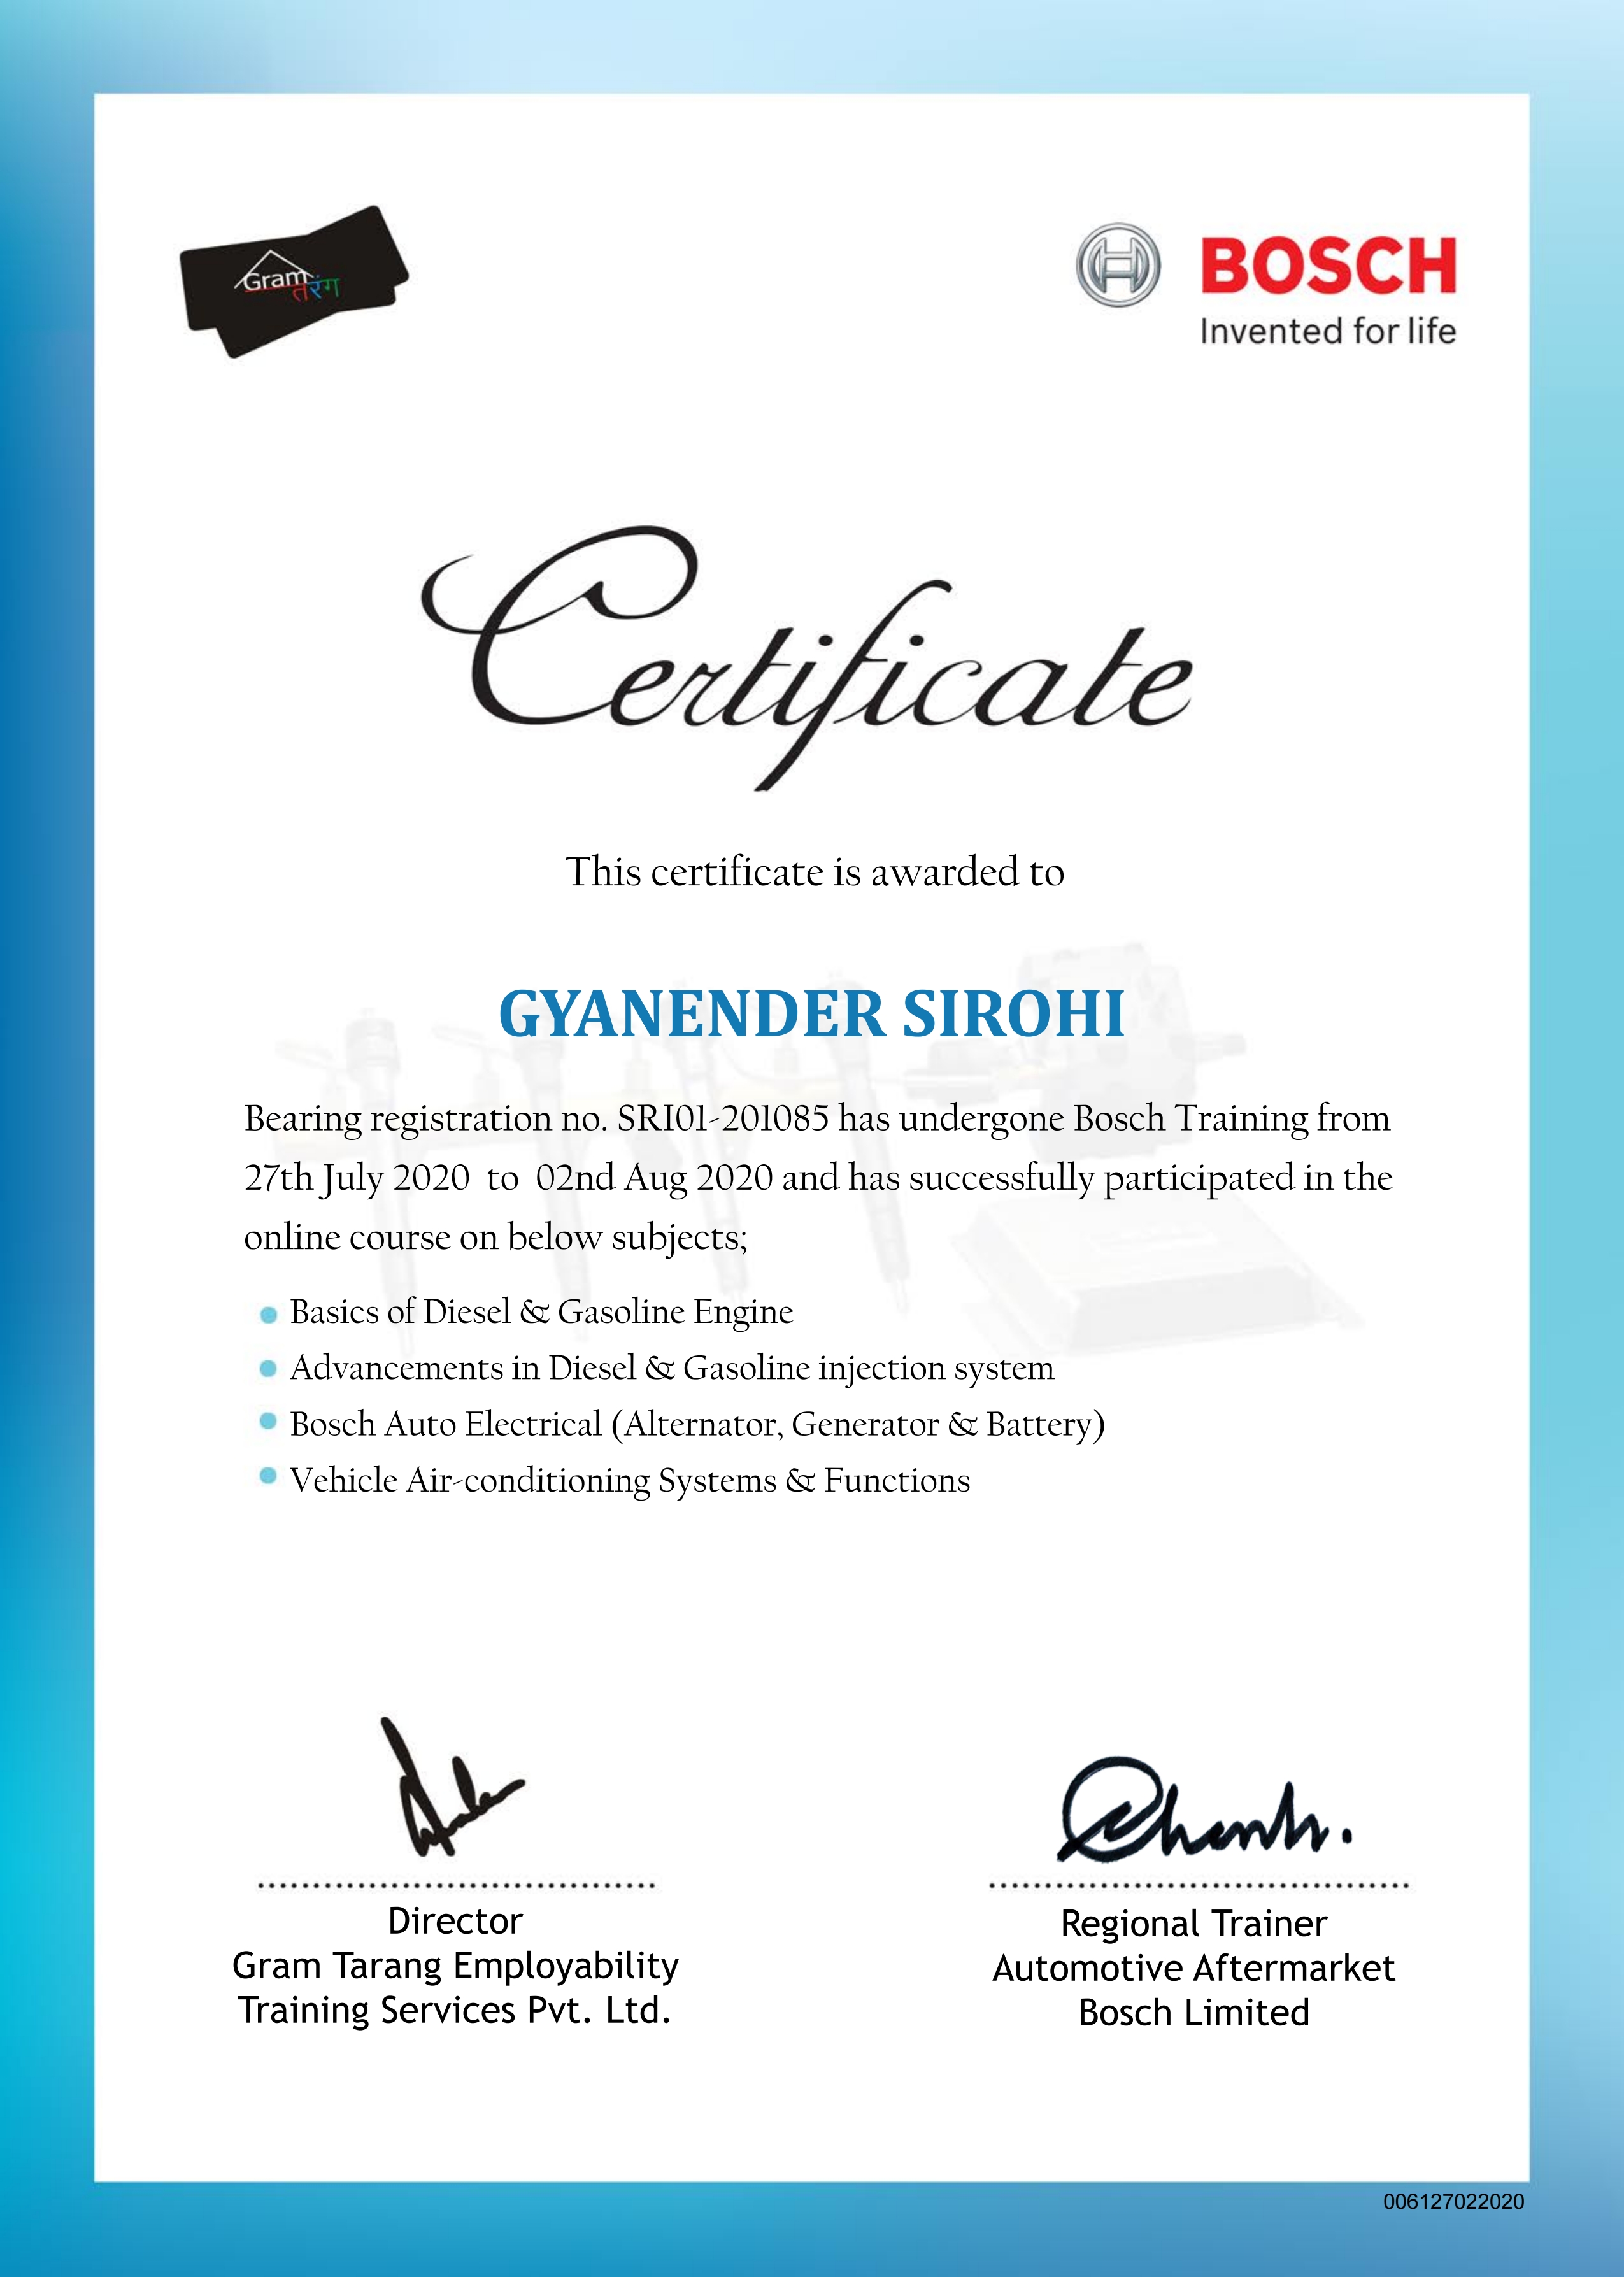 Gram
तरंग
BOSCH
Invented for life
Certificate
This certificate is awarded to
GYANENDER SIROHI
Bearing registration no. SRI01-201085 has undergone Bosch Training from
27th July 2020 to 02nd Aug 2020 and has successfully participated in the
online course on below subjects;
Basics of Diesel & Gasoline Engine
Advancements in Diesel & Gasoline injection system
Bosch Auto Electrical (Alternator, Generator & Battery)
Vehicle Air-conditioning Systems & Functions
Director
Gram Tarang Employability
Training Services Pvt. Ltd.
Regional Trainer
Automotive Aftermarket
Bosch Limited
006127022020